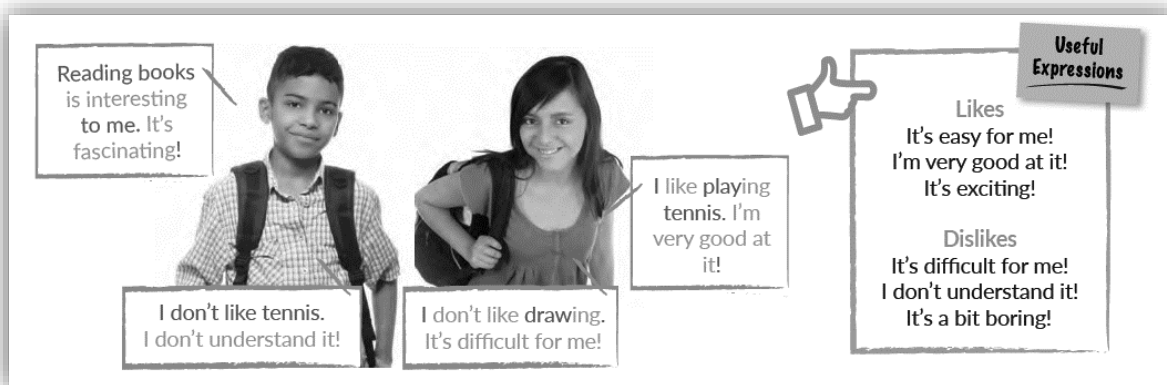 Reading books
is interesting
to me. It's
fascinating!
I don't like tennis.
I don't understand it!
I like playing
tennis. I'm
very good at
it!
I don't like drawing.
It's difficult for me!
Useful
Expressions
Likes
It's easy for me!
I'm very good at it!
It's exciting!
Dislikes
It's difficult for me!
I don't understand it!
It's a bit boring!